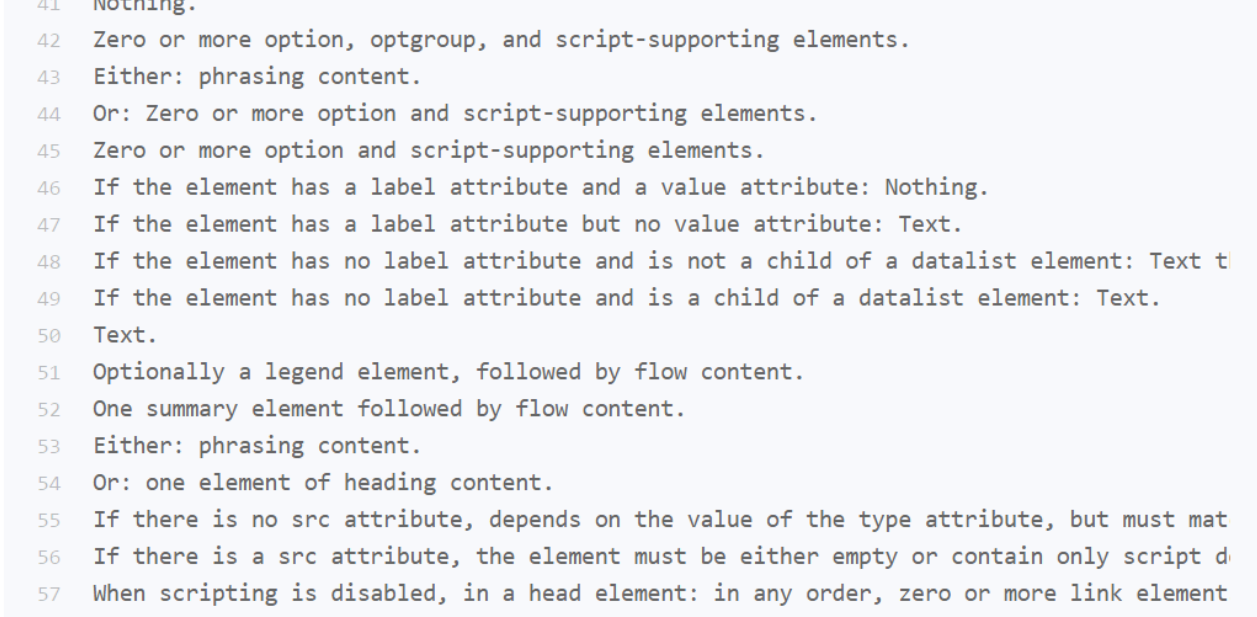 41 Nothing.
42 Zero or more option, optgroup, and script-supporting elements.
43 Either: phrasing content.
44 Or: Zero or more option and script-supporting elements.
45 Zero or more option and script-supporting elements.
46 If the element has a label attribute and a value attribute: Nothing.
47 If the element has a label attribute but no value attribute: Text.
48 If the element has no label attribute and is not a child of a datalist element: Text
49 If the element has no label attribute and is a child of a datalist element: Text.
50 Text.
51 Optionally a legend element, followed by flow content.
52 One summary element followed by flow content.
53 Either: phrasing content.
54 Or: one element of heading content.
55 If there is no src attribute, depends on the value of the type attribute, but must mat
56 If there is a src attribute, the element must be either empty or contain only script
57 When scripting is disabled, in a head element: in any order, zero or more link element